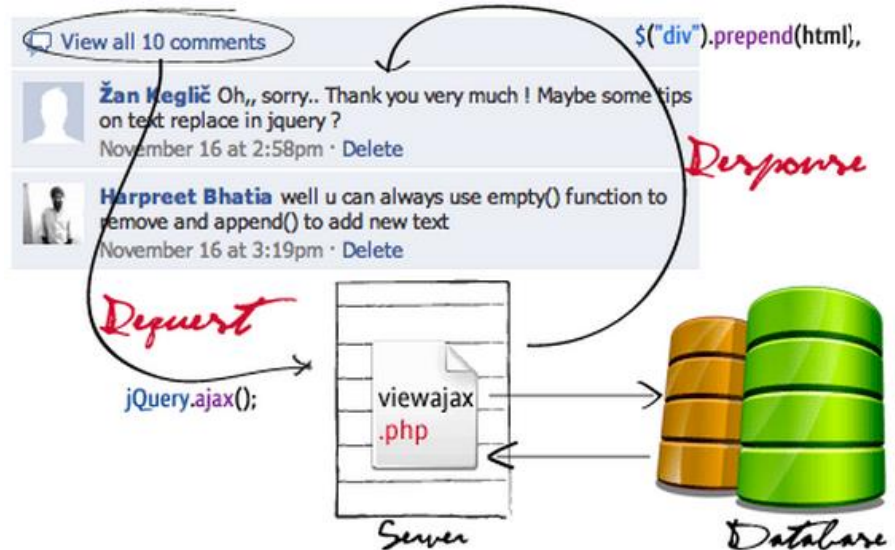 View all 10 comments
$("div").prepend(html),
Žan Keglič Oh,, sorry.. Thank you very much ! Maybe some tips
on text replace in jquery ?
November 16 at 2:58pm · Delete
Response
Harpreet Bhatia well u can always use empty() function to
remove and append() to add new text
November 16 at 3:19pm · Delete
Request
jQuery.ajax();
viewajax
.php
Server
Database